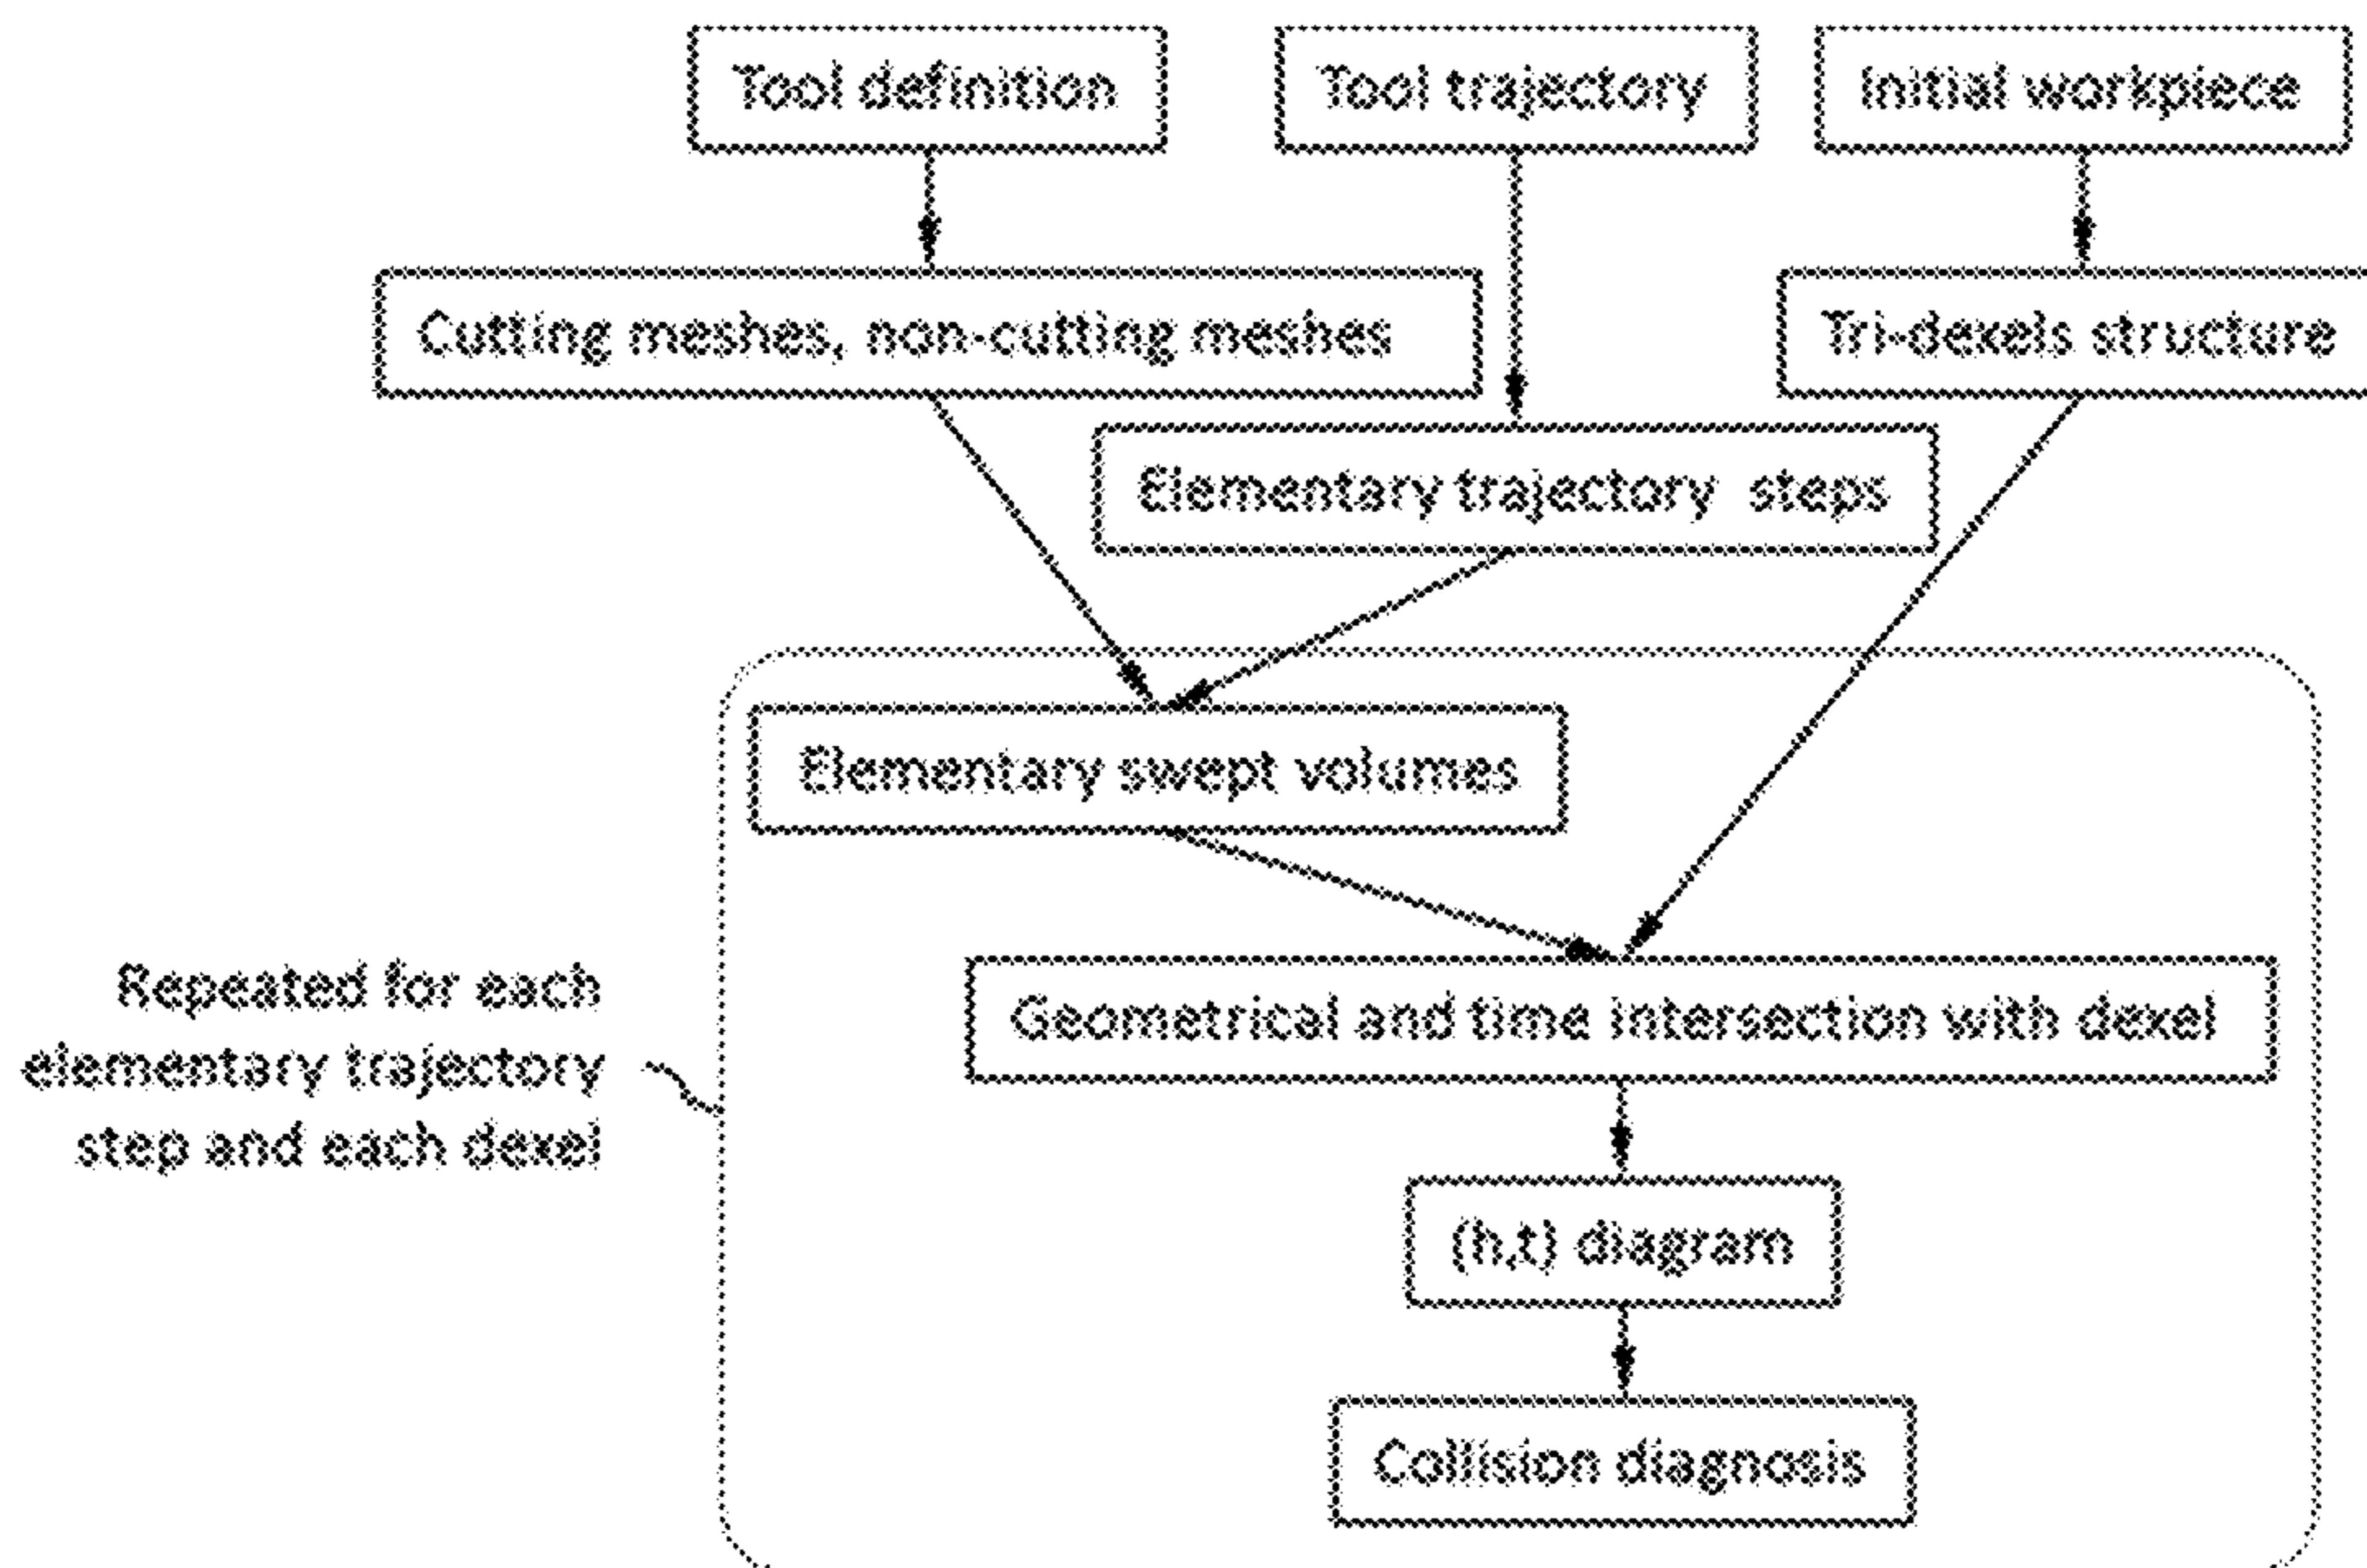 Tool definition
Tool trajectory
Initial workpiece
Cutting meshes, non-cutting meshes
Tri-dexels structure
Elementary trajectory steps
Elementary swept volumes
Geometrical and time intersection with dexel
Repeated for each
elementary trajectory
step and each dexel
(h,t) diagram
Collision diagnosis